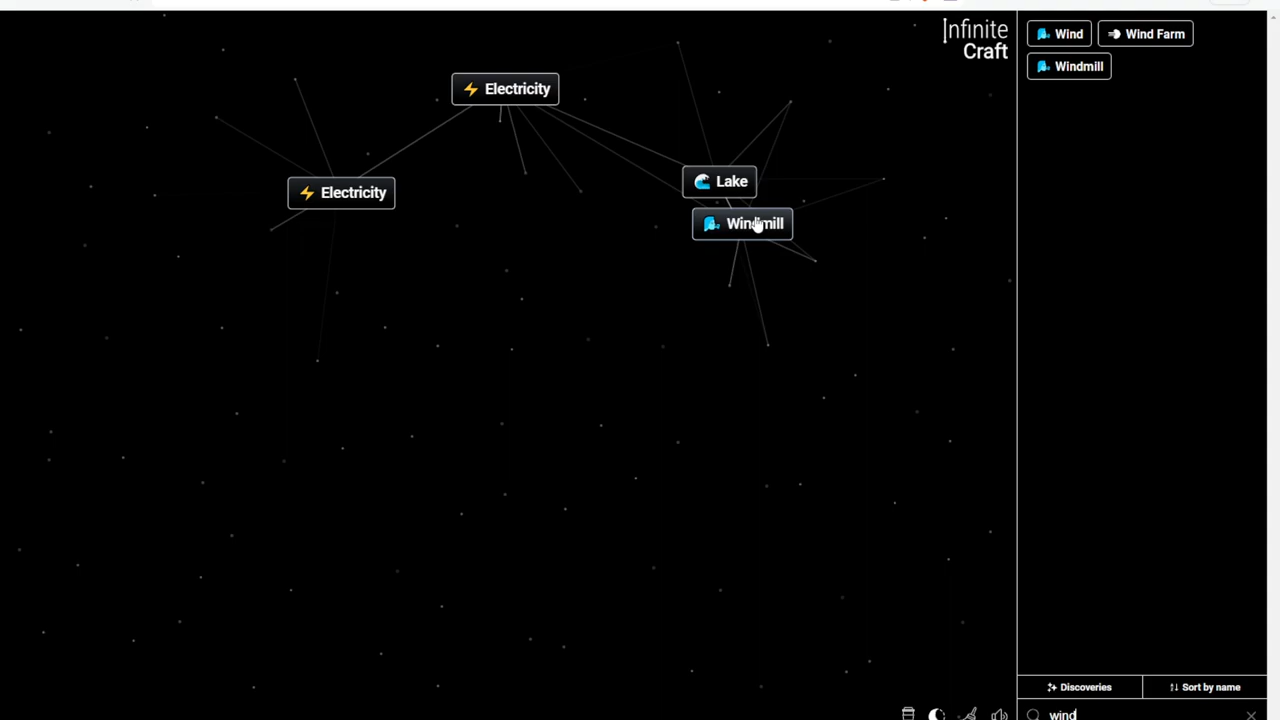 Infinite
Craft
Wind
Wind Farm
Windmill
Electricity
Electricity
Lake
Windmill
Discoveries
Sort by name
wind